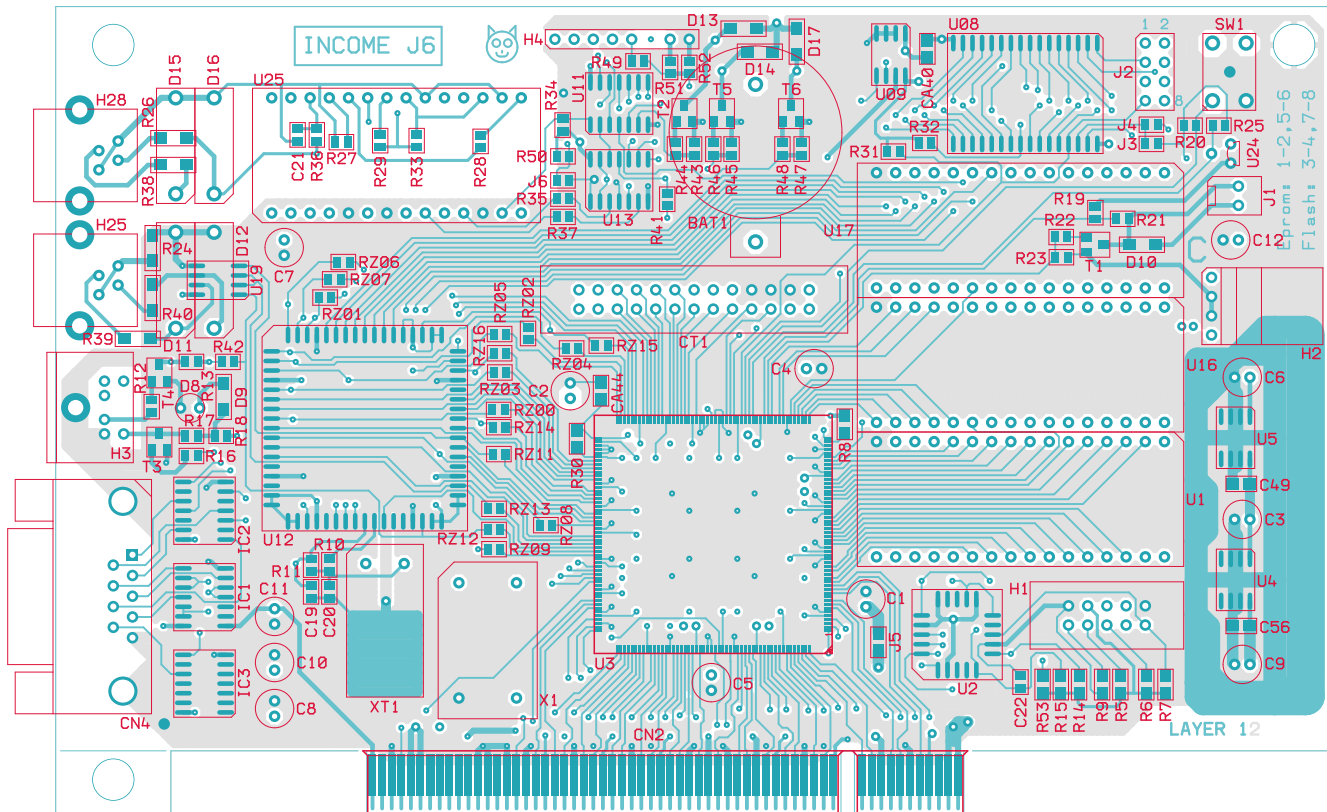 INCOME J6
H4
D13
D17
U08
1 2
SW1
D15
D16
U25
R34
U11
R49
R51
R52
D14
U09
CA40
J2
8
H28
R26
R38
C21
R36
R27
R29
R33
R28
R50
J6
R35
R37
U13
T2
T5
T6
R44
R43
R46
R45
R48
R47
R41
BAT1
R32
R31
J4
J3
R20
R25
U24
J1
R19
R22
R21
R23
T1
D10
C12
C
Eprom: 1-2,5-6
Flash: 3-4,7-8
U17
H25
R24
D12
U19
R40
R39
C7
RZ06
RZ07
RZ01
RZ05
RZ02
RZ16
RZ03
RZ04
RZ15
CT1
C4
H2
U16
C6
D11
R42
R12
T4
D8
R13
D9
R17
R18
R16
H3
T3
C2
CA44
RZ00
RZ14
RZ11
R30
R8
U5
C49
U1
C3
IC2
U12
RZ13
RZ12
RZ09
RZ08
R10
R11
C19
C20
C11
IC1
C10
IC3
C8
CN4
XT1
X1
U3
C5
CN2
C1
J5
H1
U2
C22
R53
R15
R14
R9
R5
R6
R7
U4
C56
C9
LAYER 12